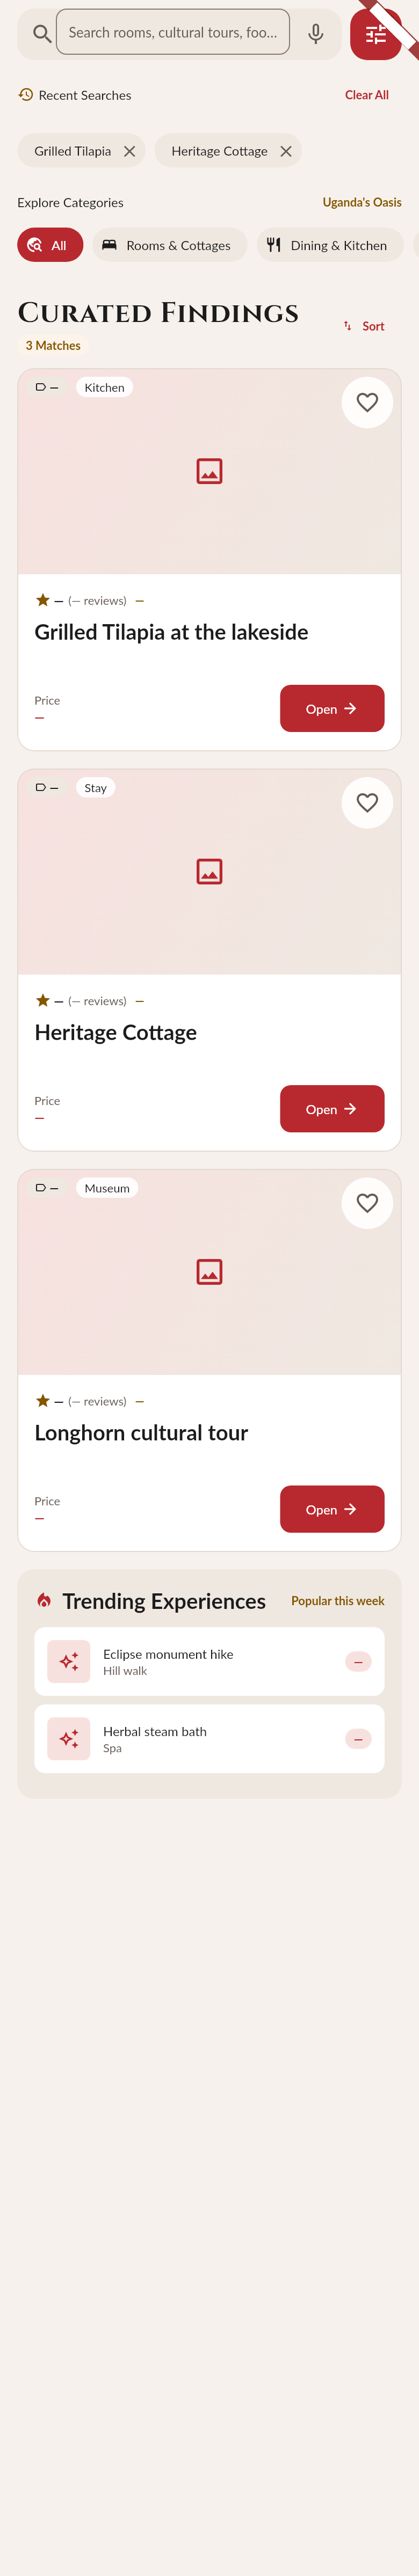 Search rooms, cultural tours, foo...
Recent Searches
Clear All
Grilled Tilapia
Heritage Cottage
Explore Categories
Uganda's Oasis
All
Rooms & Cottages
Dining & Kitchen
Curated Findings
Sort
3 Matches
—
Kitchen
— (— reviews) —
Grilled Tilapia at the lakeside
Price
—
Open
—
Stay
— (— reviews) —
Heritage Cottage
Price
—
Open
—
Museum
— (— reviews) —
Longhorn cultural tour
Price
—
Open
Trending Experiences
Popular this week
Eclipse monument hike
Hill walk
—
Herbal steam bath
Spa
—